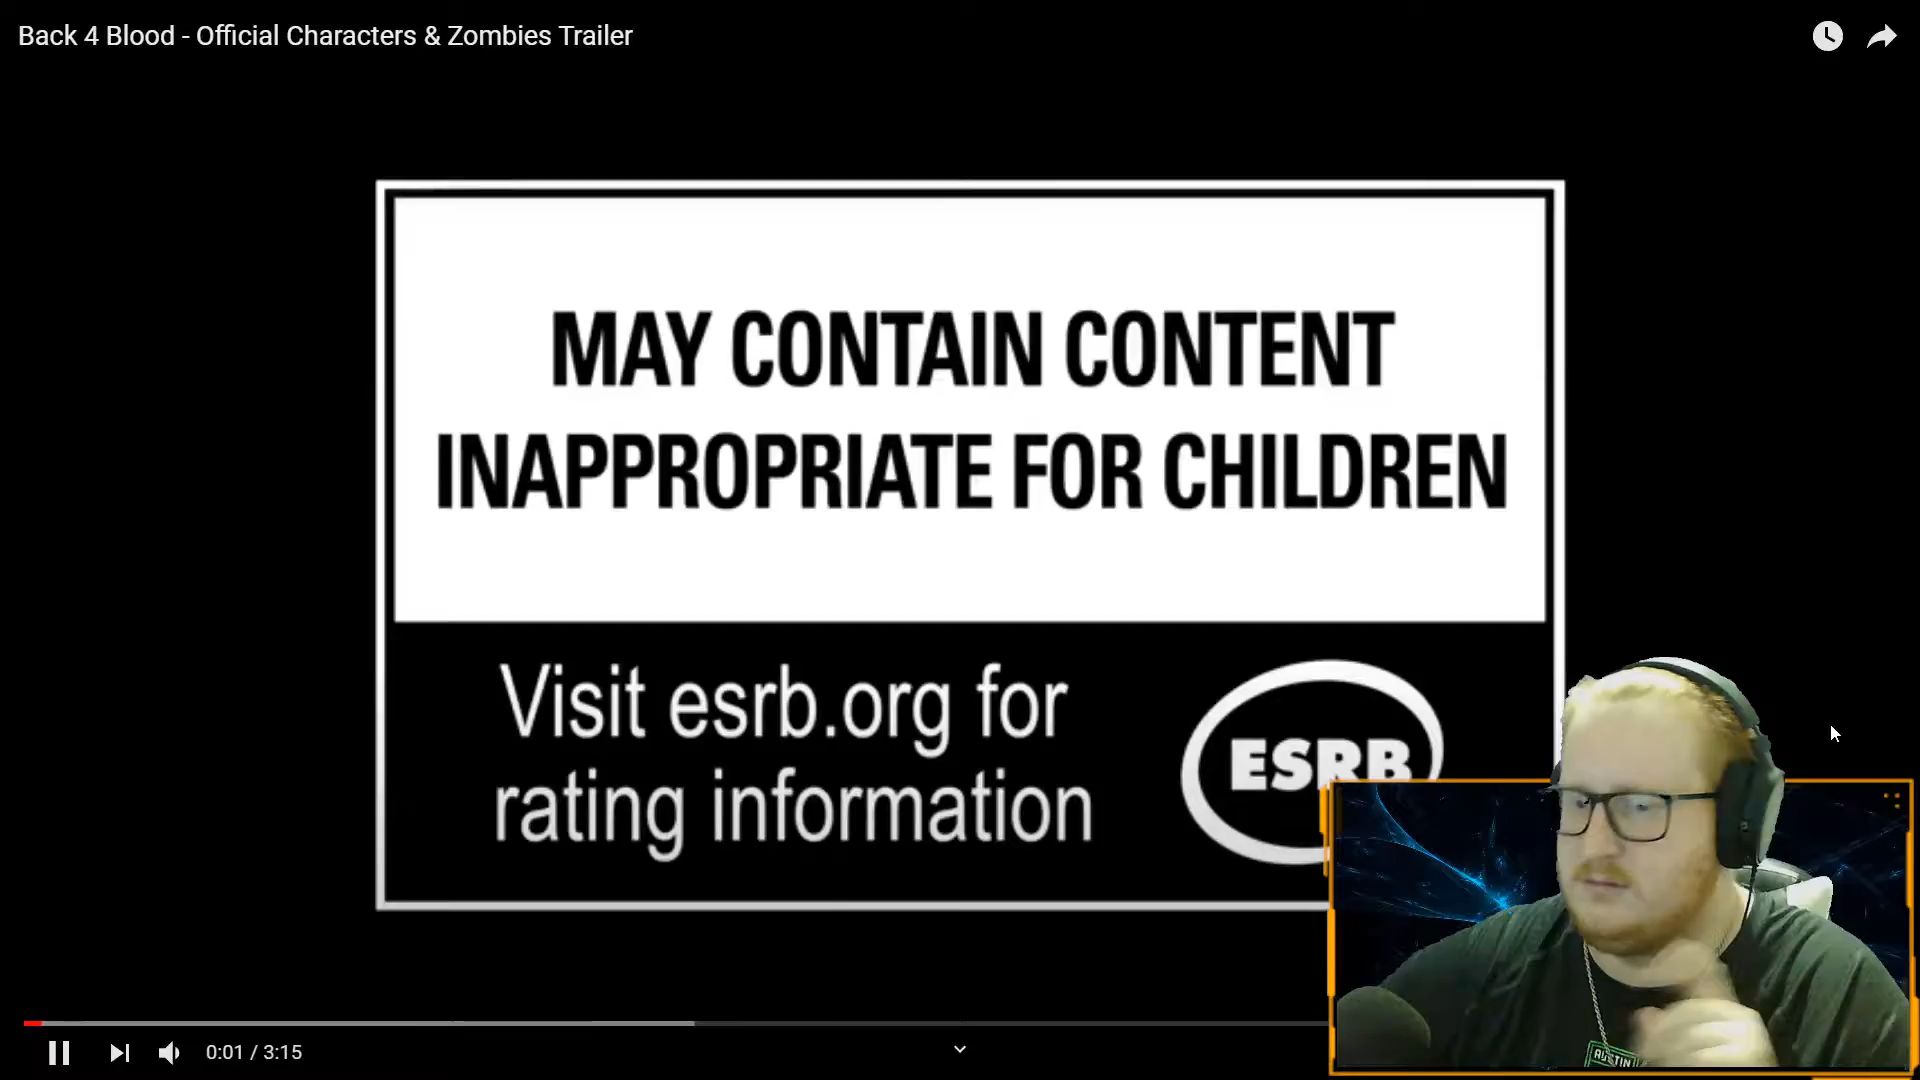 Back 4 Blood - Official Characters & Zombies Trailer
MAY CONTAIN CONTENT
INAPPROPRIATE FOR CHILDREN
Visit esrb.org for
rating information
ESRB
0:01 / 3:15
AUSTIN